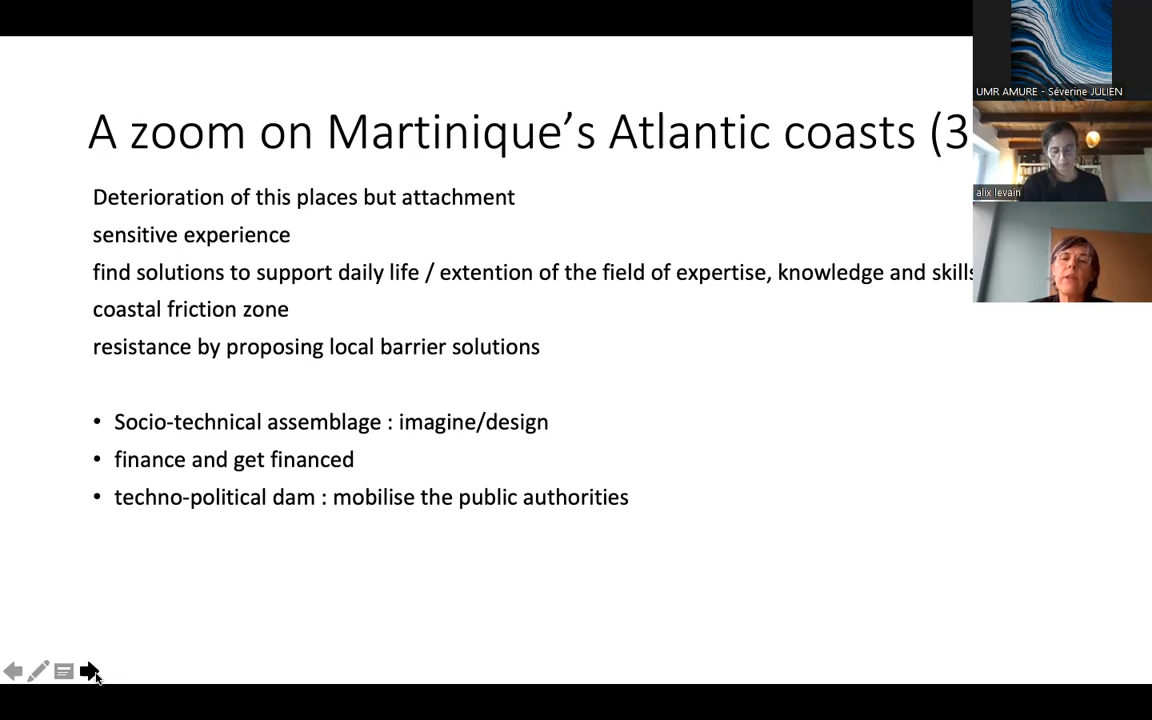 A zoom on Martinique's Atlantic coasts (3
Deterioration of this places but attachment
sensitive experience
find solutions to support daily life / extention of the field of expertise, knowledge and skills
coastal friction zone
resistance by proposing local barrier solutions
• Socio-technical assemblage : imagine/design
• finance and get financed
• techno-political dam : mobilise the public authorities
UMR AMURE - Séverine JULIEN
alix levain